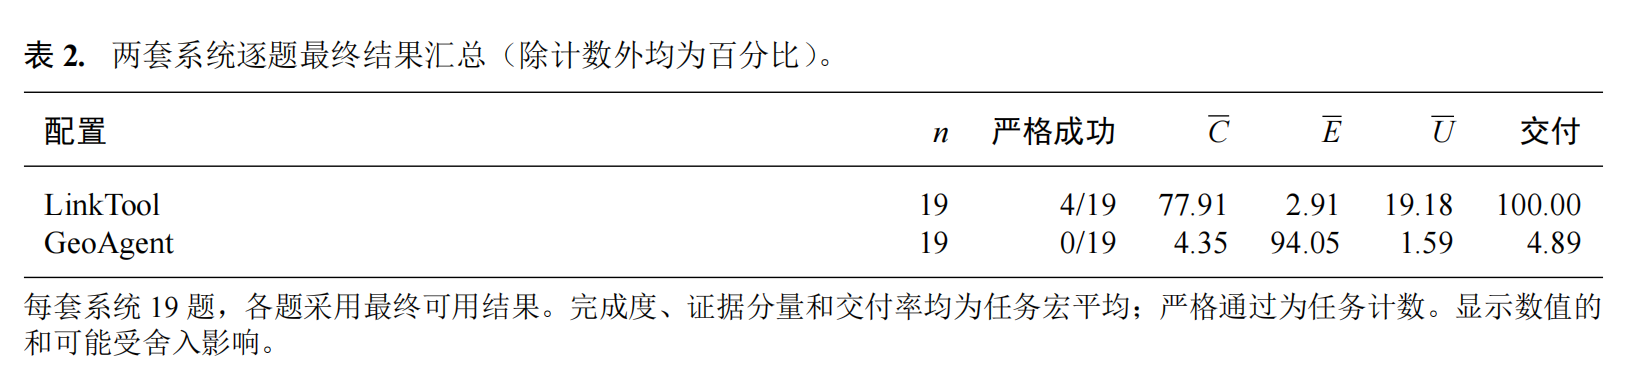 表 2. 两套系统逐题最终结果汇总（除计数外均为百分比）。
配置 n 严格成功 C̅ E̅ U̅ 交付
LinkTool 19 4/19 77.91 2.91 19.18 100.00
GeoAgent 19 0/19 4.35 94.05 1.59 4.89
每套系统 19 题，各题采用最终可用结果。完成度、证据分量和交付率均为任务宏平均；严格通过为任务计数。显示数值的
和可能受舍入影响。